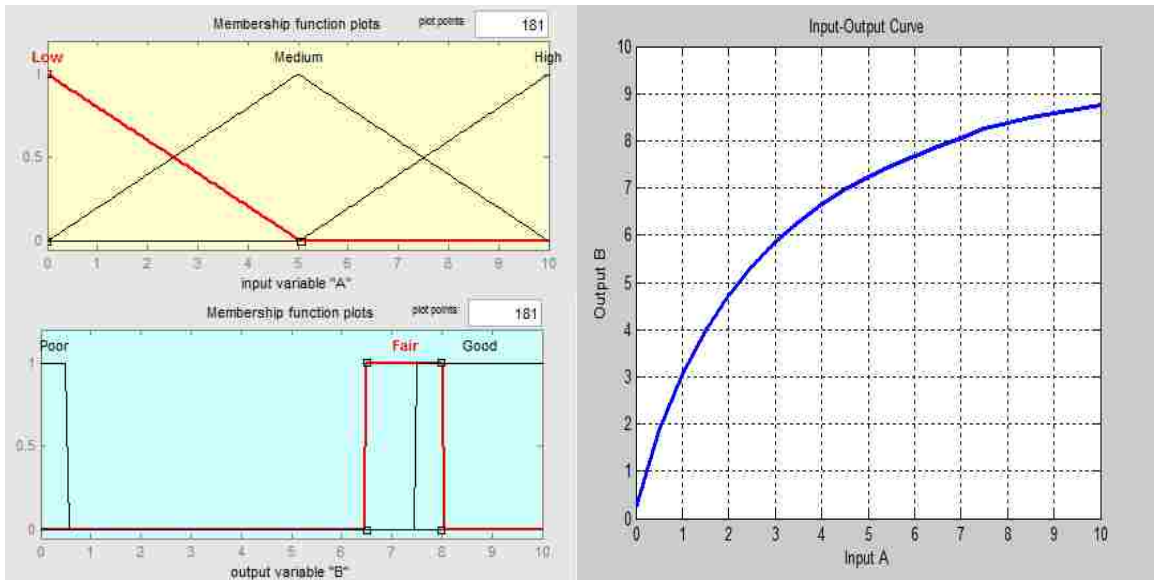 Membership function plots plot points: 181
Low Medium High
1
0.5
0
0 1 2 3 4 5 6 7 8 9 10
input variable "A"
Membership function plots plot points: 181
Poor Fair Good
1
0.5
0
0 1 2 3 4 5 6 7 8 9 10
output variable "B"
Input-Output Curve
10
9
8
7
6
5
4
3
2
1
0
Output B
0 1 2 3 4 5 6 7 8 9 10
Input A